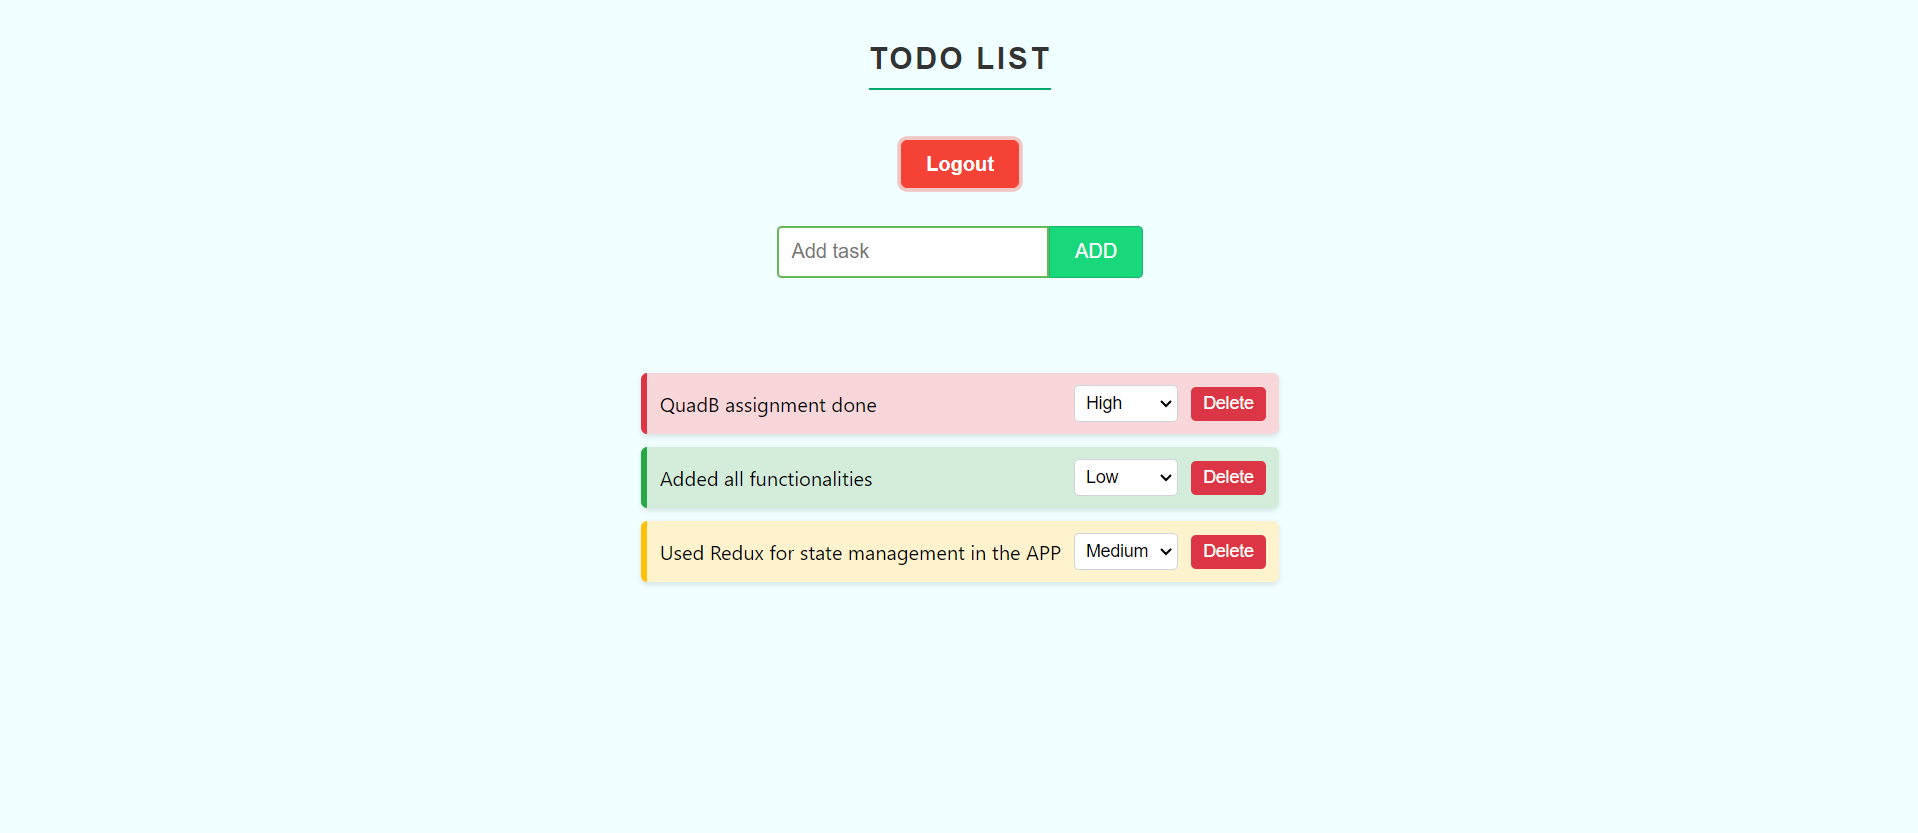 TODO LIST
Logout
Add task ADD
QuadB assignment done High Delete
Added all functionalities Low Delete
Used Redux for state management in the APP Medium Delete